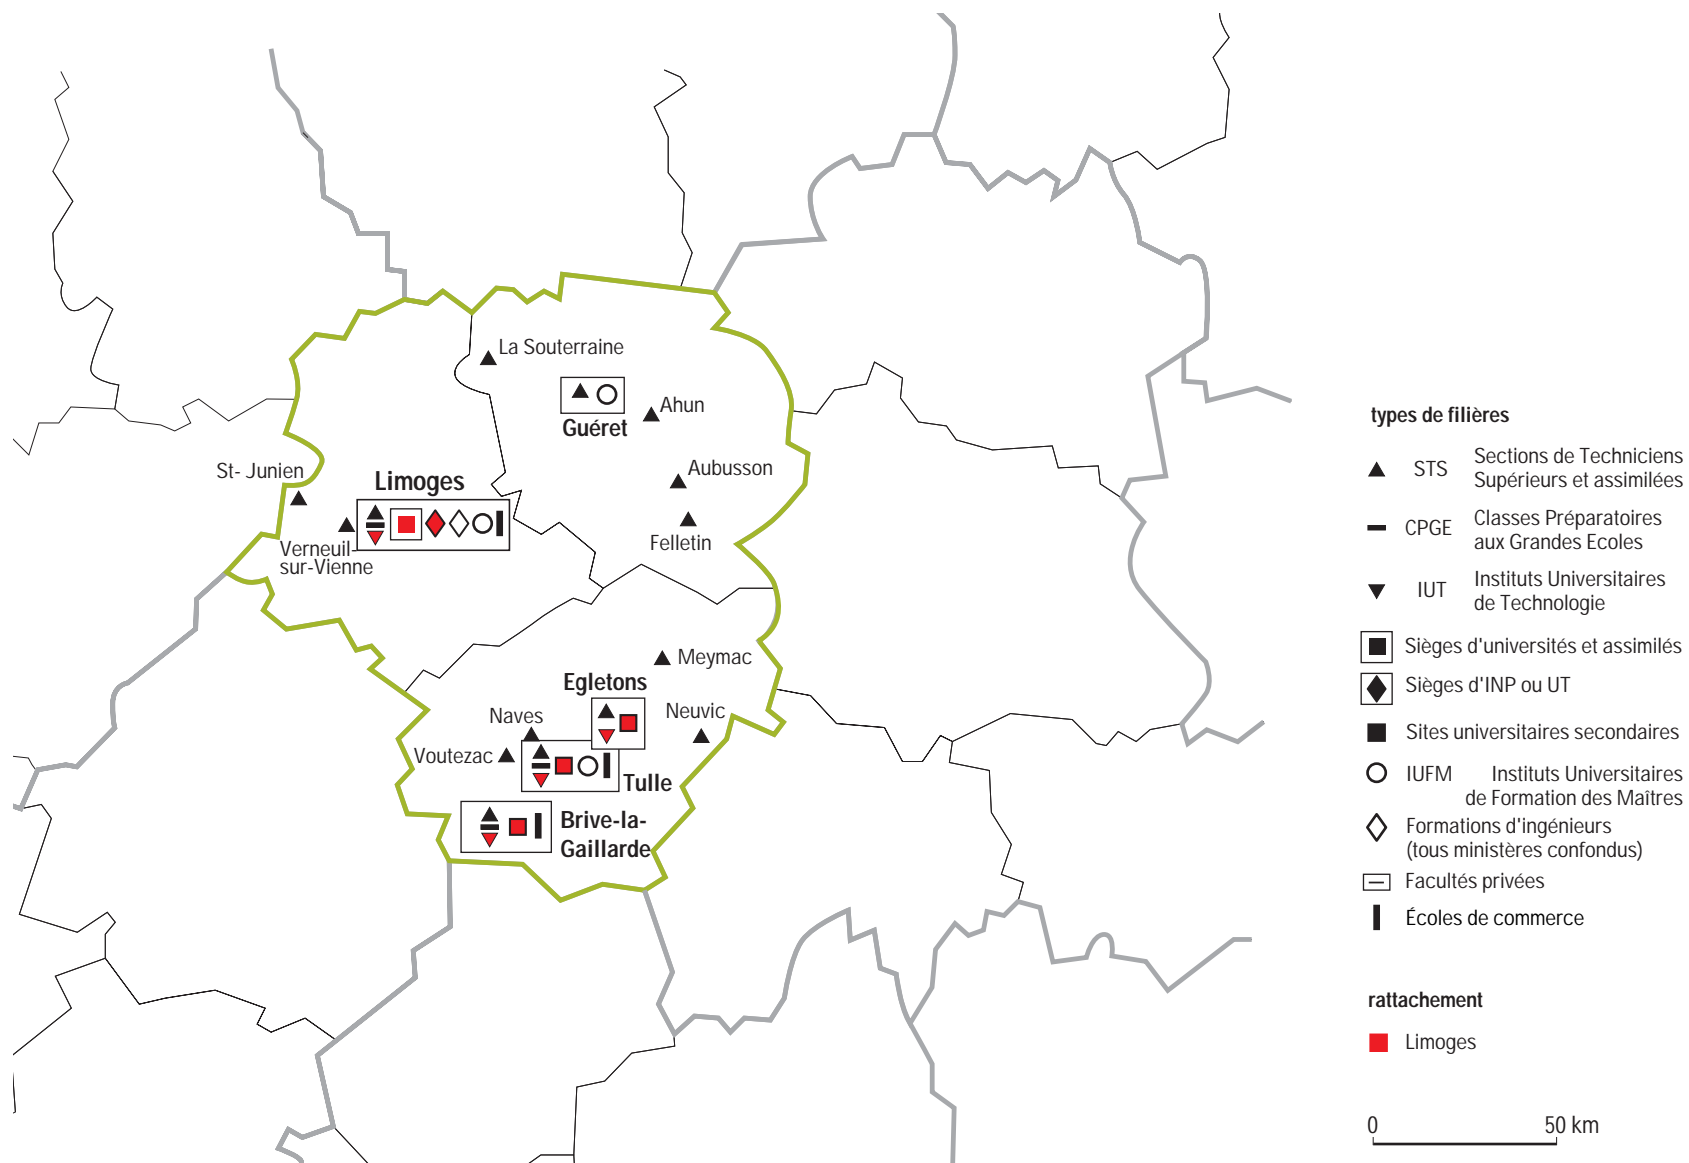 La Souterraine
Guéret
Ahun
Aubusson
Felletin
St- Junien
Limoges
Verneuil-
sur-Vienne
Meymac
Egletons
Neuvic
Naves
Voutezac
Tulle
Brive-la-
Gaillarde
types de filières
STS Sections de Techniciens
Supérieurs et assimilées
CPGE Classes Préparatoires
aux Grandes Ecoles
IUT Instituts Universitaires
de Technologie
Sièges d'universités et assimilés
Sièges d'INP ou UT
Sites universitaires secondaires
IUFM Instituts Universitaires
de Formation des Maîtres
Formations d'ingénieurs
(tous ministères confondus)
Facultés privées
Écoles de commerce
rattachement
Limoges
0 50 km